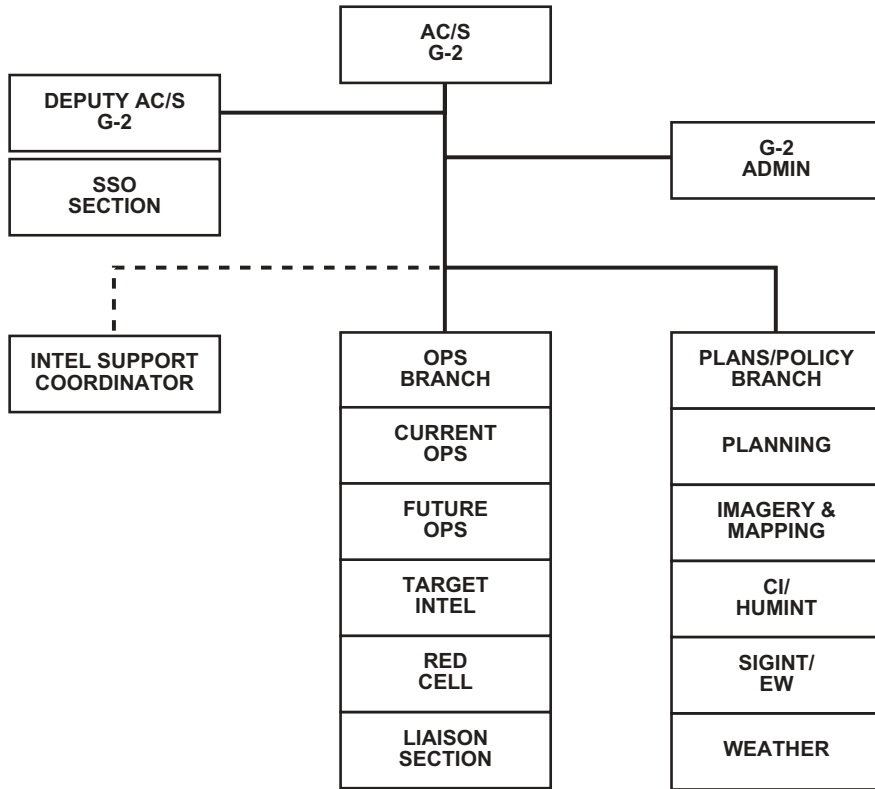 AC/S
G-2
DEPUTY AC/S
G-2
SSO
SECTION
G-2
ADMIN
INTEL SUPPORT
COORDINATOR
OPS
BRANCH
CURRENT
OPS
FUTURE
OPS
TARGET
INTEL
RED
CELL
LIAISON
SECTION
PLANS/POLICY
BRANCH
PLANNING
IMAGERY &
MAPPING
CI/
HUMINT
SIGINT/
EW
WEATHER